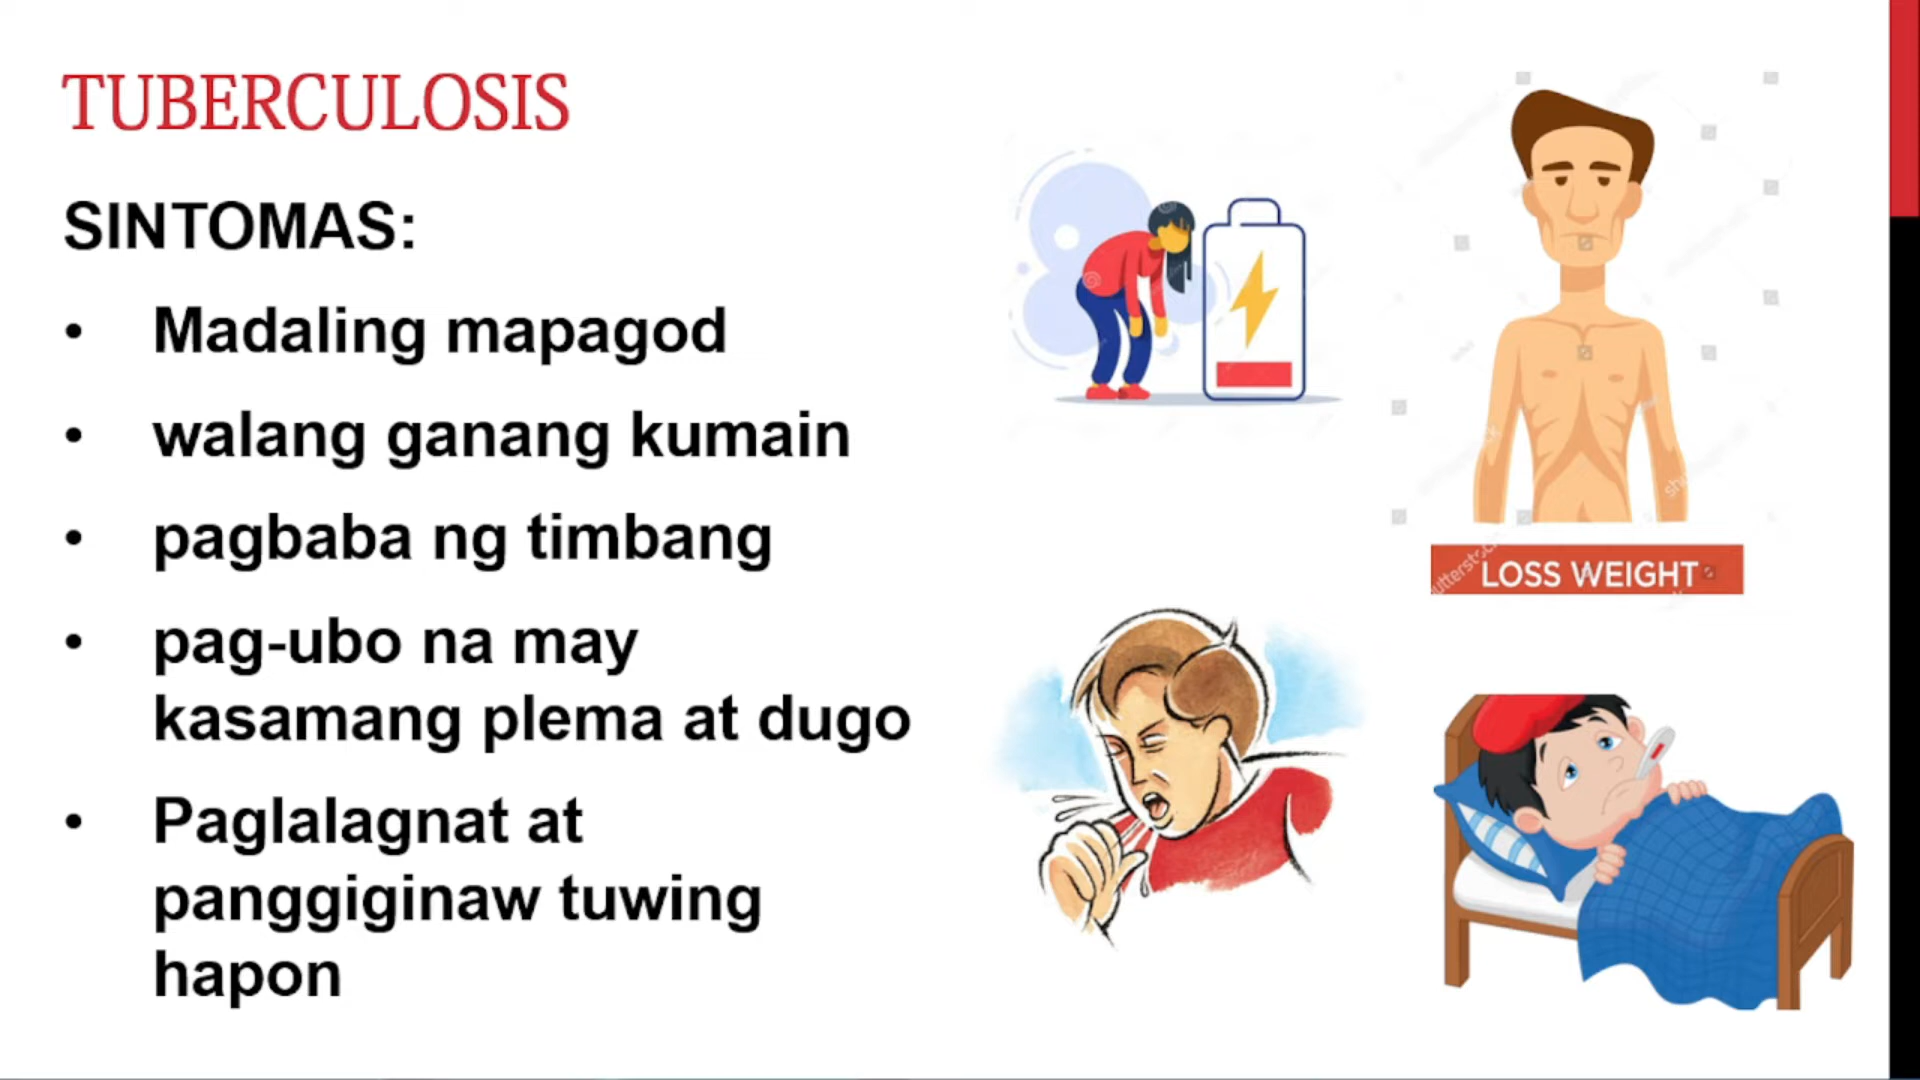 TUBERCULOSIS
SINTOMAS:
• Madaling mapagod
• walang ganang kumain
• pagbaba ng timbang
• pag-ubo na may
kasamang plema at dugo
• Paglalagnat at
panggiginaw tuwing
hapon
LOSS WEIGHT